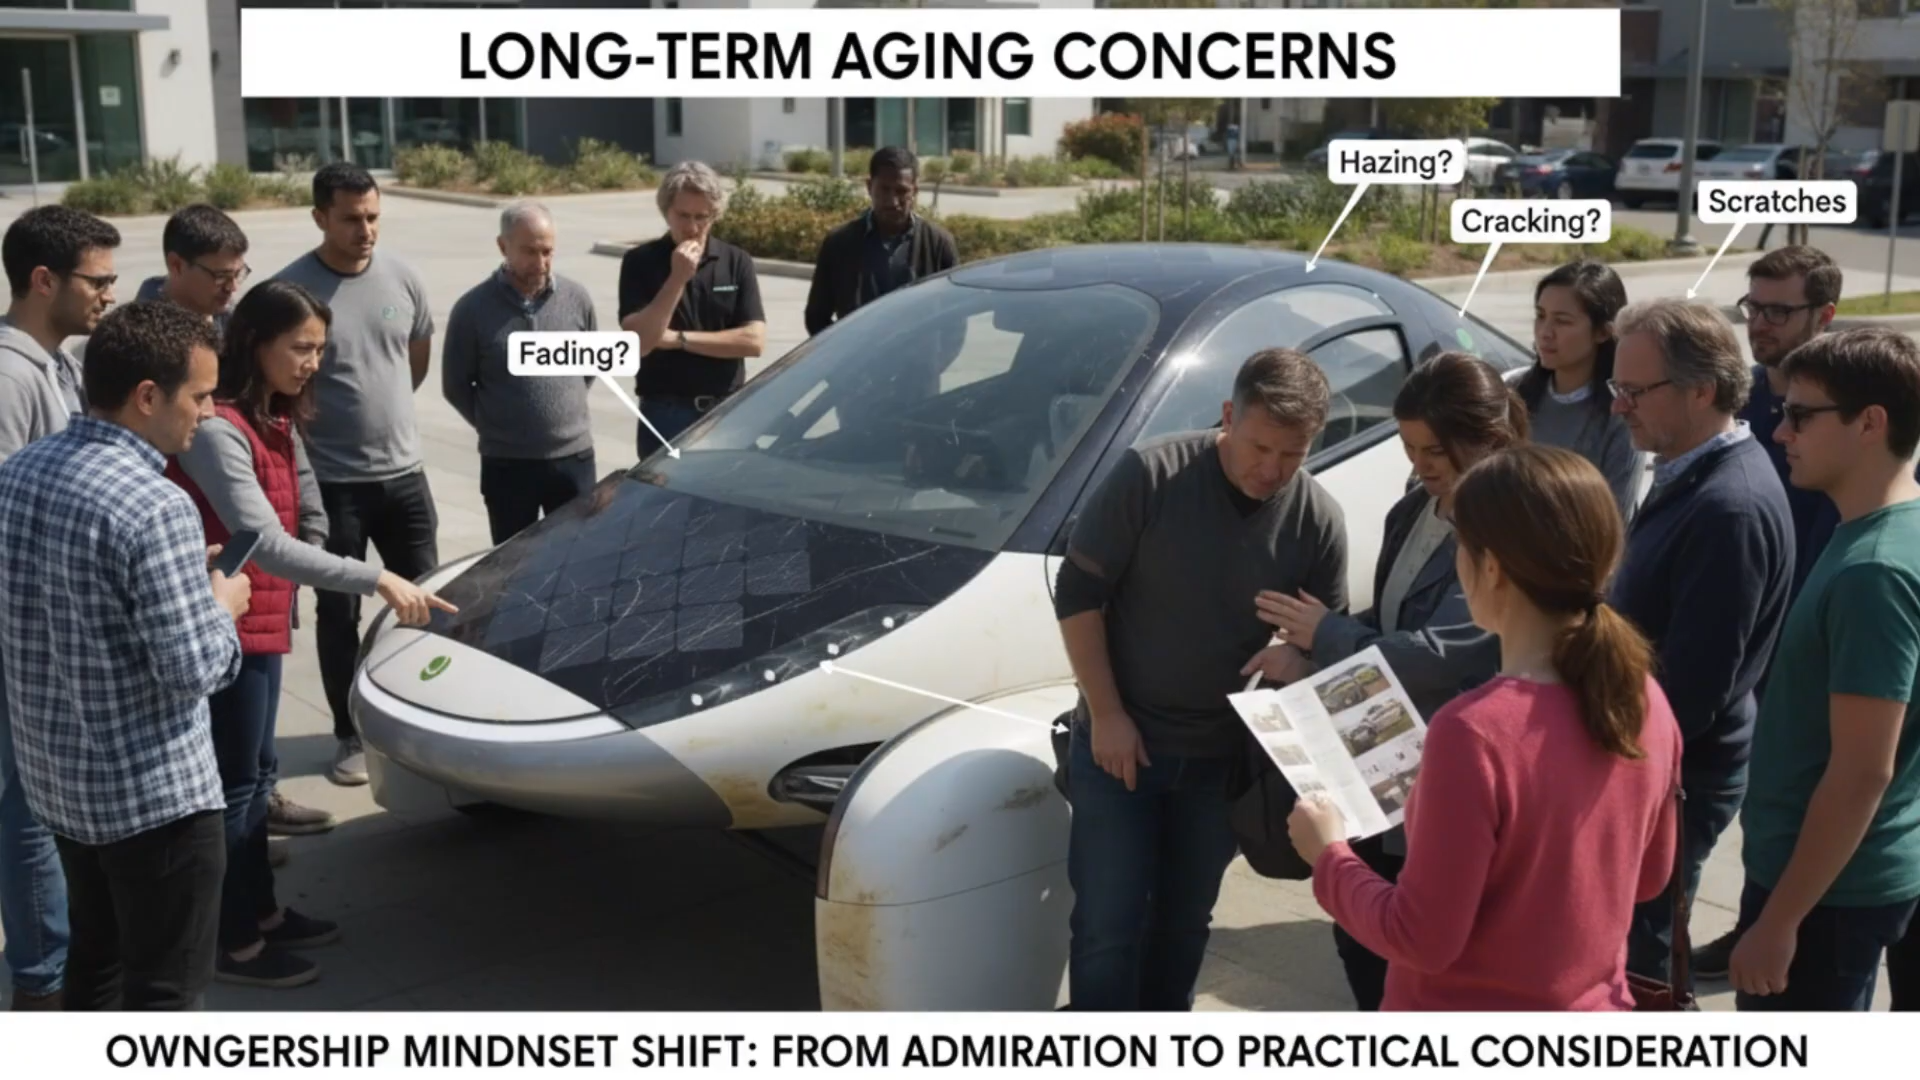 LONG-TERM AGING CONCERNS
Hazing?
Cracking?
Scratches
Fading?
OWNGERSHIP MINDNSET SHIFT: FROM ADMIRATION TO PRACTICAL CONSIDERATION